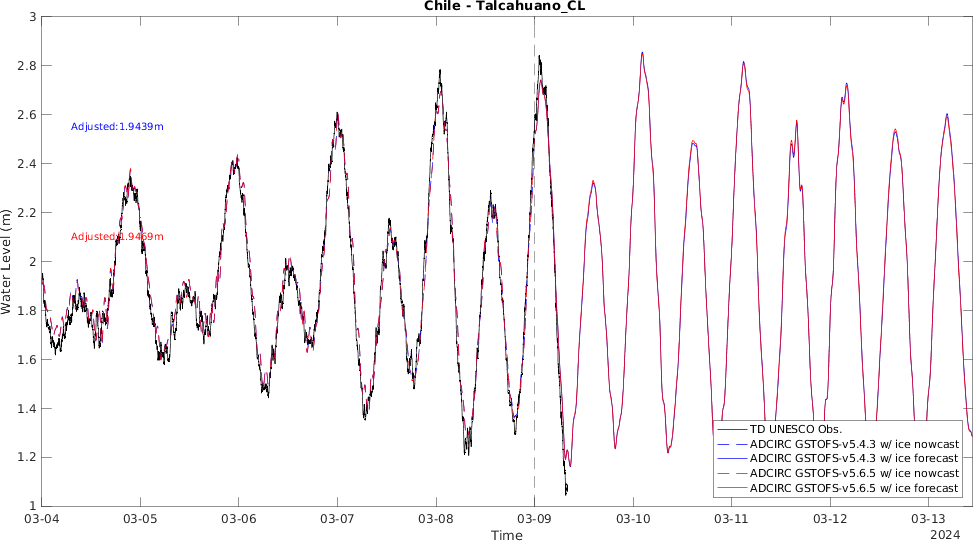 Chile - Talcahuano_CL
3
2.8
2.6
2.4
2.2
2
1.8
1.6
1.4
1.2
1
Water Level (m)
Adjusted:1.9439m
Adjusted:1.9469m
TD UNESCO Obs.
ADCIRC GSTOFS-v5.4.3 w/ ice nowcast
ADCIRC GSTOFS-v5.4.3 w/ ice forecast
ADCIRC GSTOFS-v5.6.5 w/ ice nowcast
ADCIRC GSTOFS-v5.6.5 w/ ice forecast
03-04 03-05 03-06 03-07 03-08 03-09 03-10 03-11 03-12 03-13
Time
2024